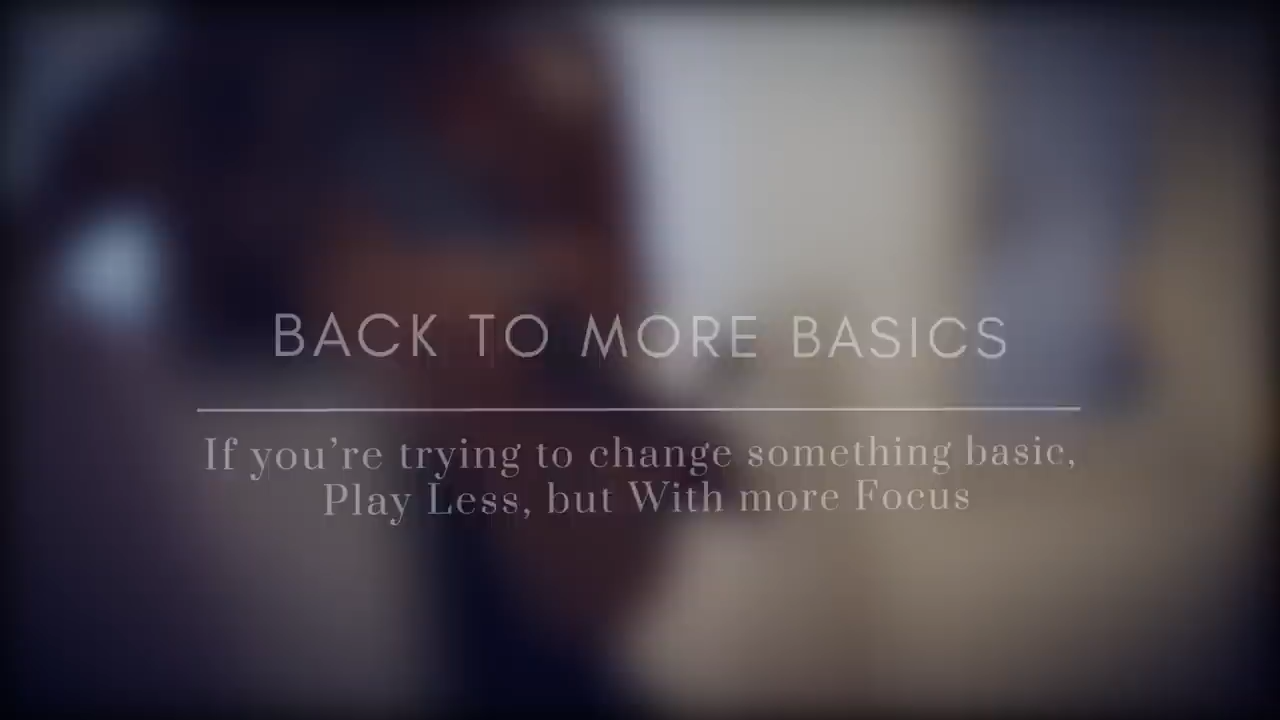 BACK TO MORE BASICS
If you’re trying to change something basic,
Play Less, but With more Focus